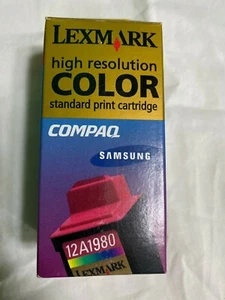 LEXMARK
high resolution
COLOR
standard print cartridge
COMPAQ
SAMSUNG
12A1980
LEXMARK